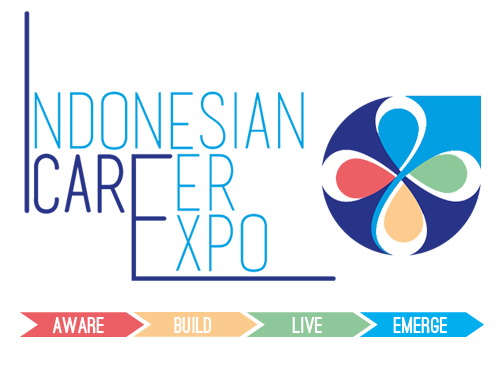 INDONESIAN
CAREER
EXPO
AWARE
BUILD
LIVE
EMERGE